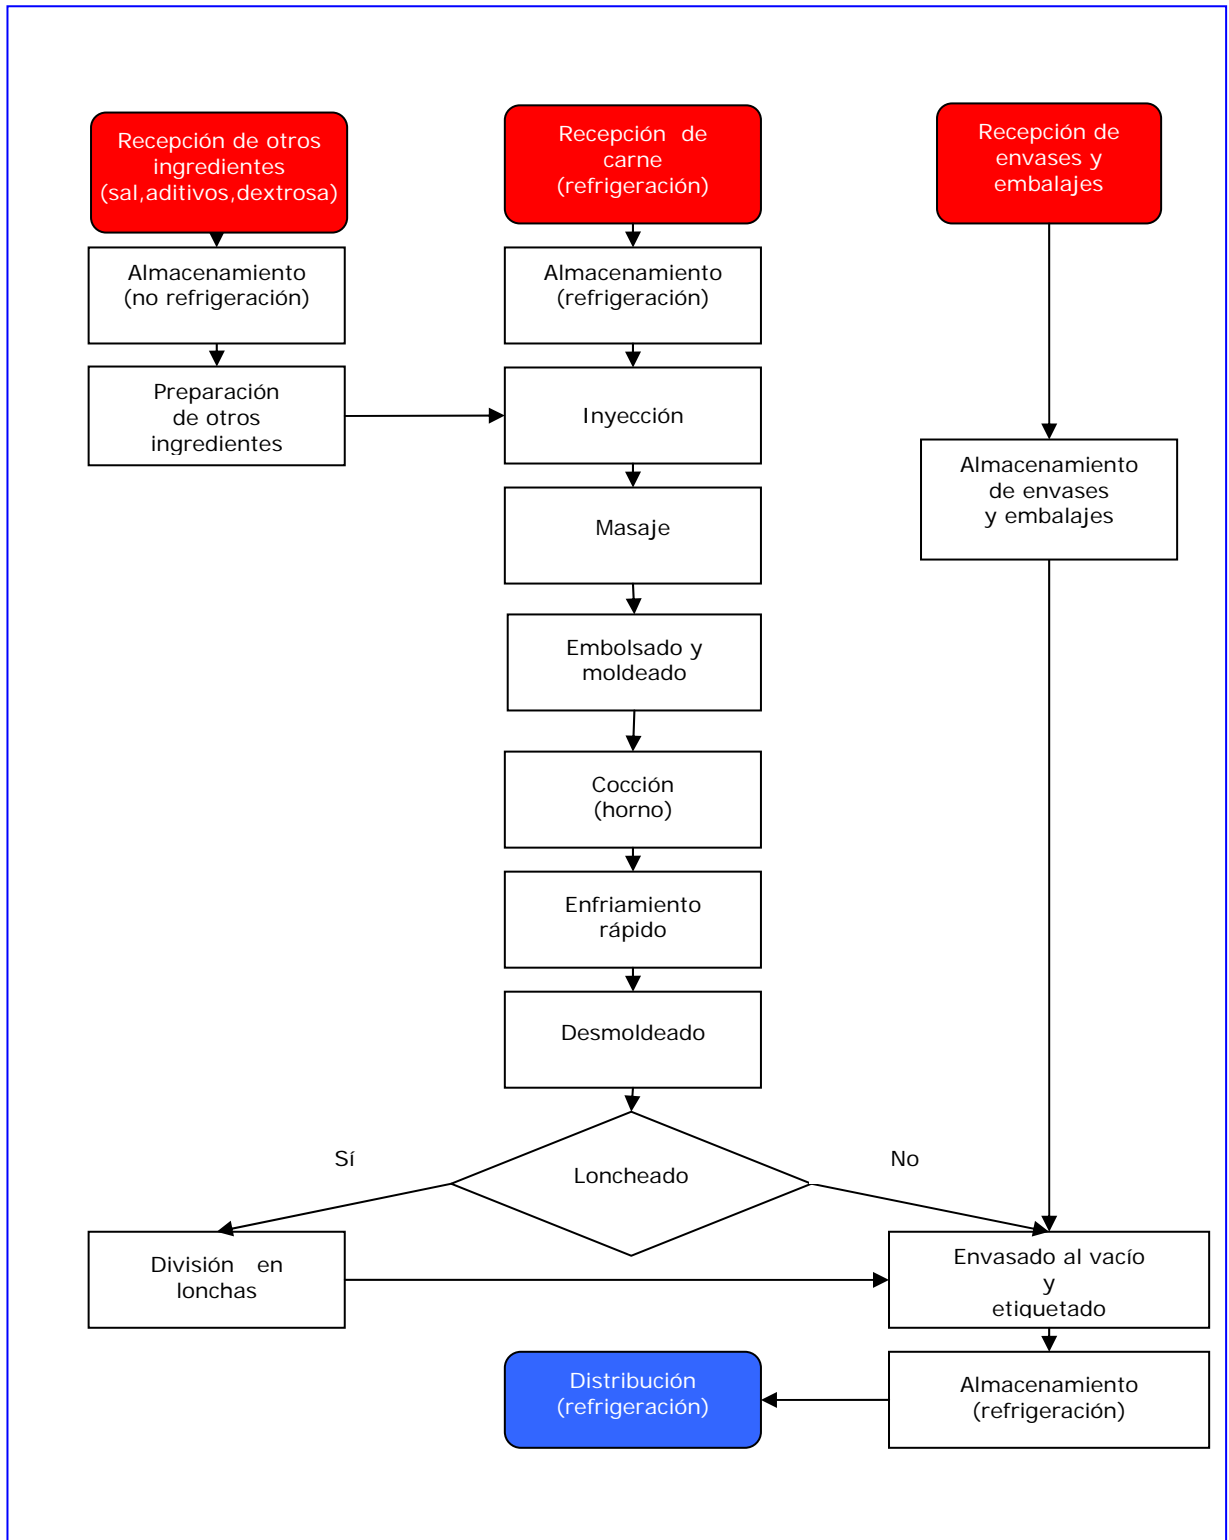 Recepción de otros
ingredientes
(sal,aditivos,dextrosa)
Recepción de
carne
(refrigeración)
Recepción de
envases y
embalajes
Almacenamiento
(no refrigeración)
Almacenamiento
(refrigeración)
Preparación
de otros
ingredientes
Inyección
Almacenamiento
de envases
y embalajes
Masaje
Embolsado y
moldeado
Cocción
(horno)
Enfriamiento
rápido
Desmoldeado
Sí
Loncheado
No
División en
lonchas
Envasado al vacío
y
etiquetado
Distribución
(refrigeración)
Almacenamiento
(refrigeración)